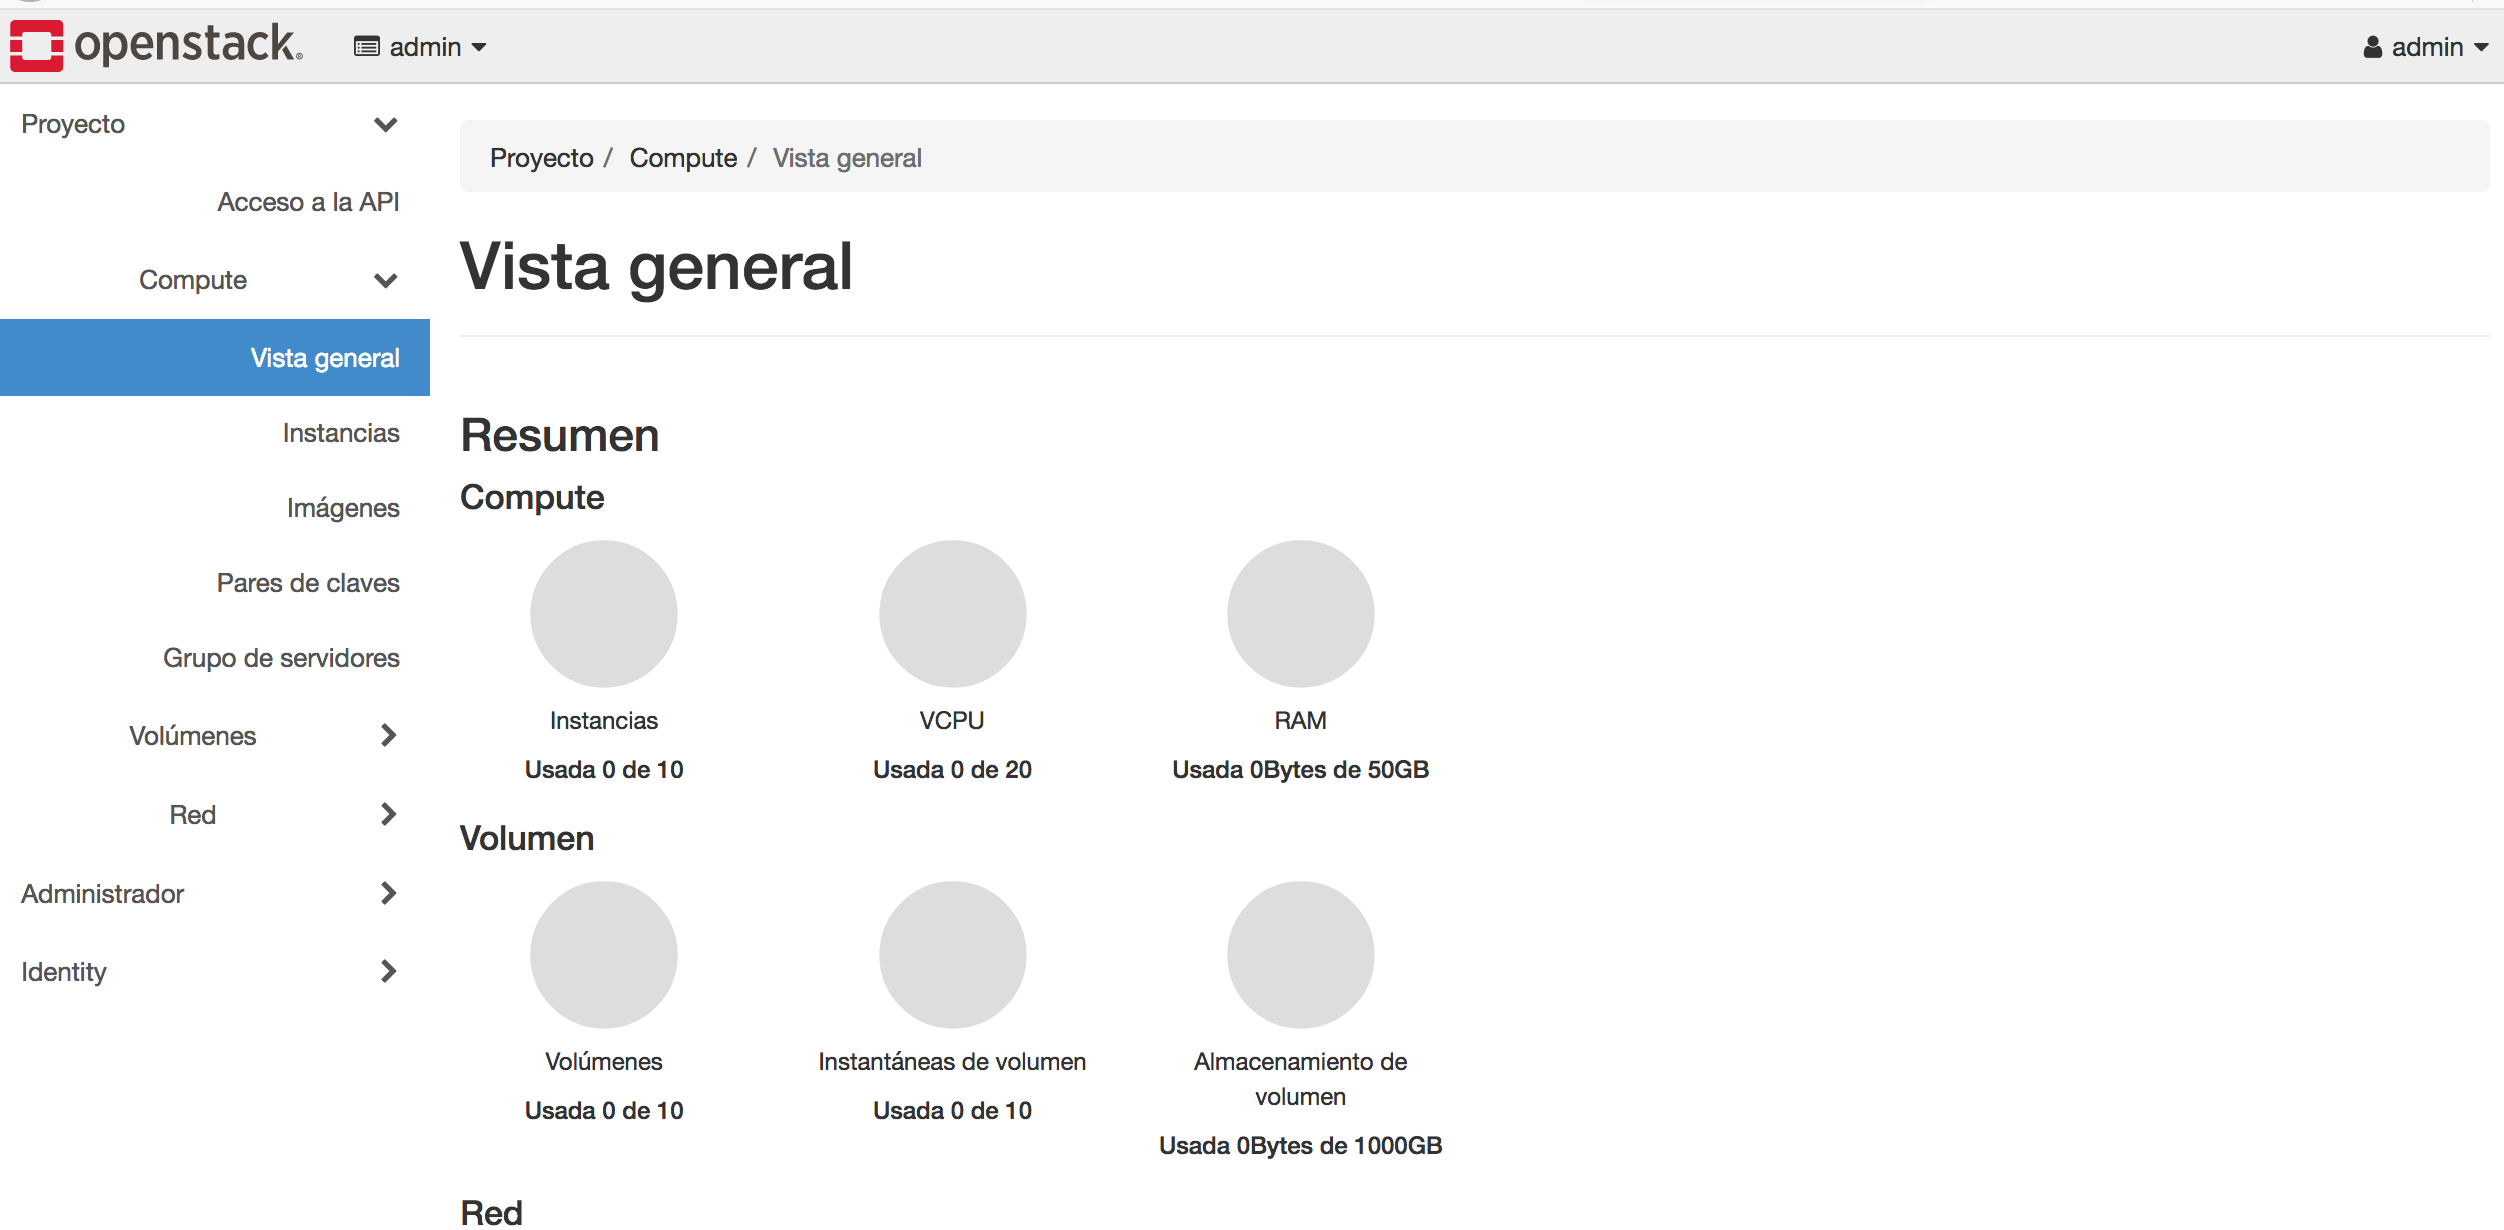 openstack.
admin
admin
Proyecto
Acceso a la API
Compute
Vista general
Instancias
Imágenes
Pares de claves
Grupo de servidores
Volúmenes
Red
Administrador
Identity
Proyecto / Compute / Vista general
Vista general
Resumen
Compute
Instancias
Usada 0 de 10
VCPU
Usada 0 de 20
RAM
Usada 0Bytes de 50GB
Volumen
Volúmenes
Usada 0 de 10
Instantáneas de volumen
Usada 0 de 10
Almacenamiento de
volumen
Usada 0Bytes de 1000GB
Red